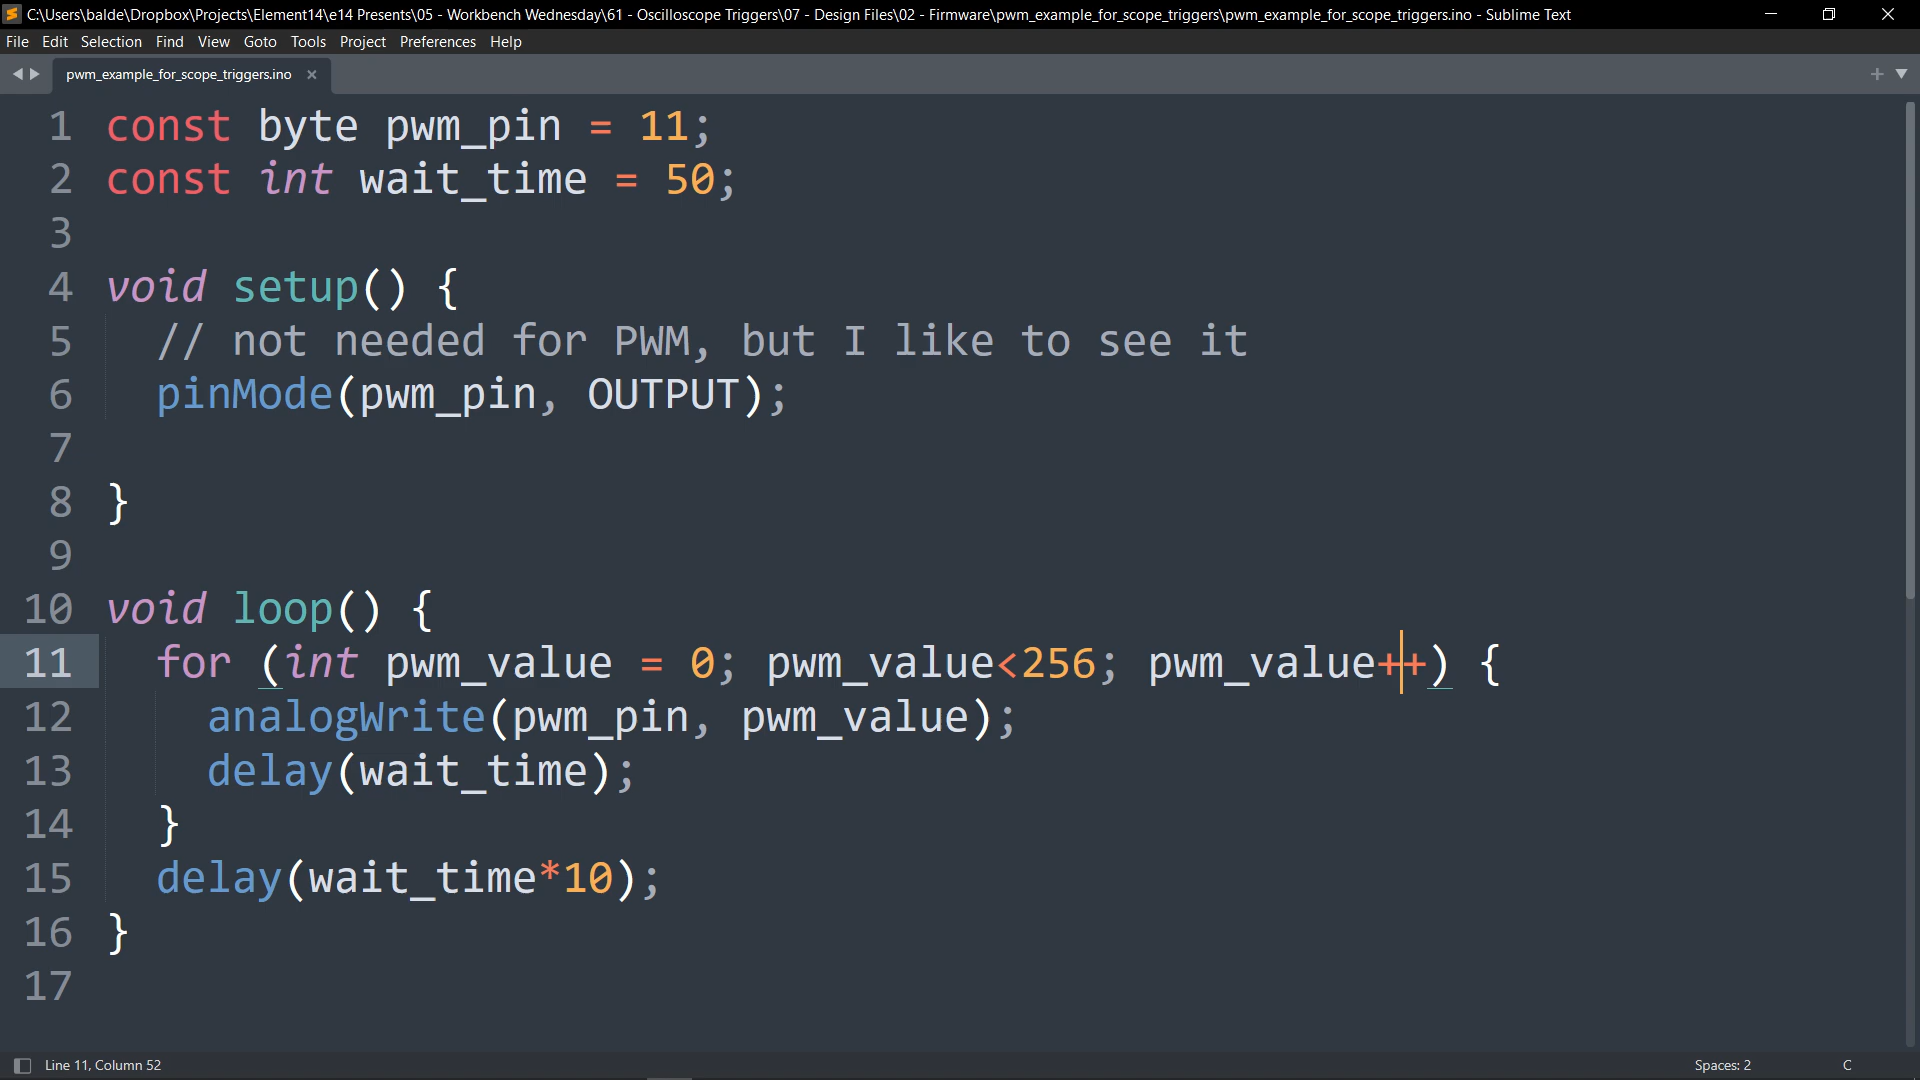 C:\Users\balde\Dropbox\Projects\Element14\e14 Presents\05 - Workbench Wednesday\61 - Oscilloscope Triggers\07 - Design Files\02 - Firmware\pwm_example_for_scope_triggers\pwm_example_for_scope_triggers.ino - Sublime Text
File Edit Selection Find View Goto Tools Project Preferences Help
pwm_example_for_scope_triggers.ino
1 const byte pwm_pin = 11;
2 const int wait_time = 50;
3
4 void setup() {
5 // not needed for PWM, but I like to see it
6 pinMode(pwm_pin, OUTPUT);
7
8 }
9
10 void loop() {
11 for (int pwm_value = 0; pwm_value<256; pwm_value++) {
12 analogWrite(pwm_pin, pwm_value);
13 delay(wait_time);
14 }
15 delay(wait_time*10);
16 }
17
Line 11, Column 52 Spaces: 2 C